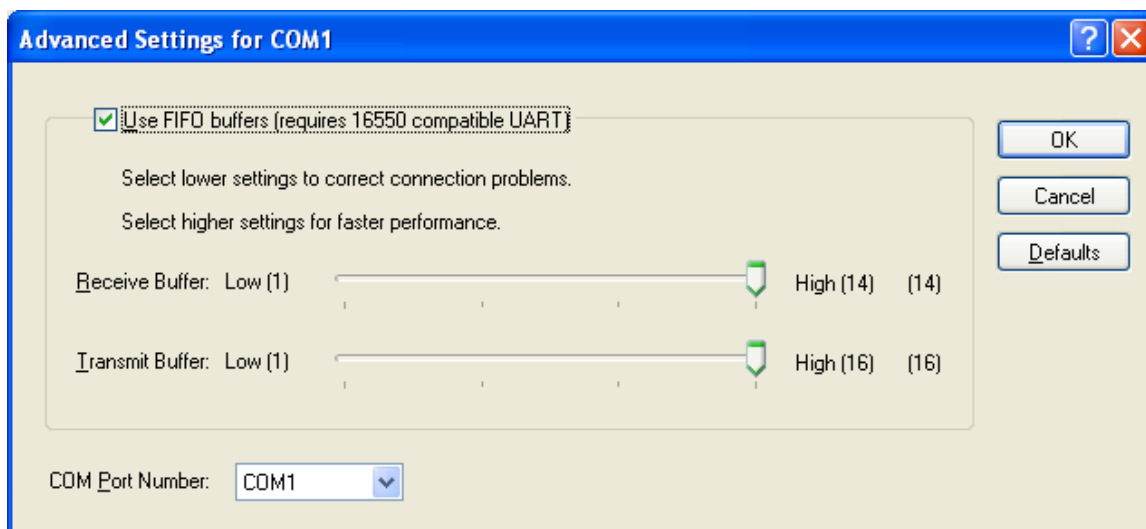 Advanced Settings for COM1
Use FIFO buffers (requires 16550 compatible UART)
OK
Select lower settings to correct connection problems.
Cancel
Select higher settings for faster performance.
Defaults
Receive Buffer: Low (1) High (14) (14)
Transmit Buffer: Low (1) High (16) (16)
COM Port Number: COM1